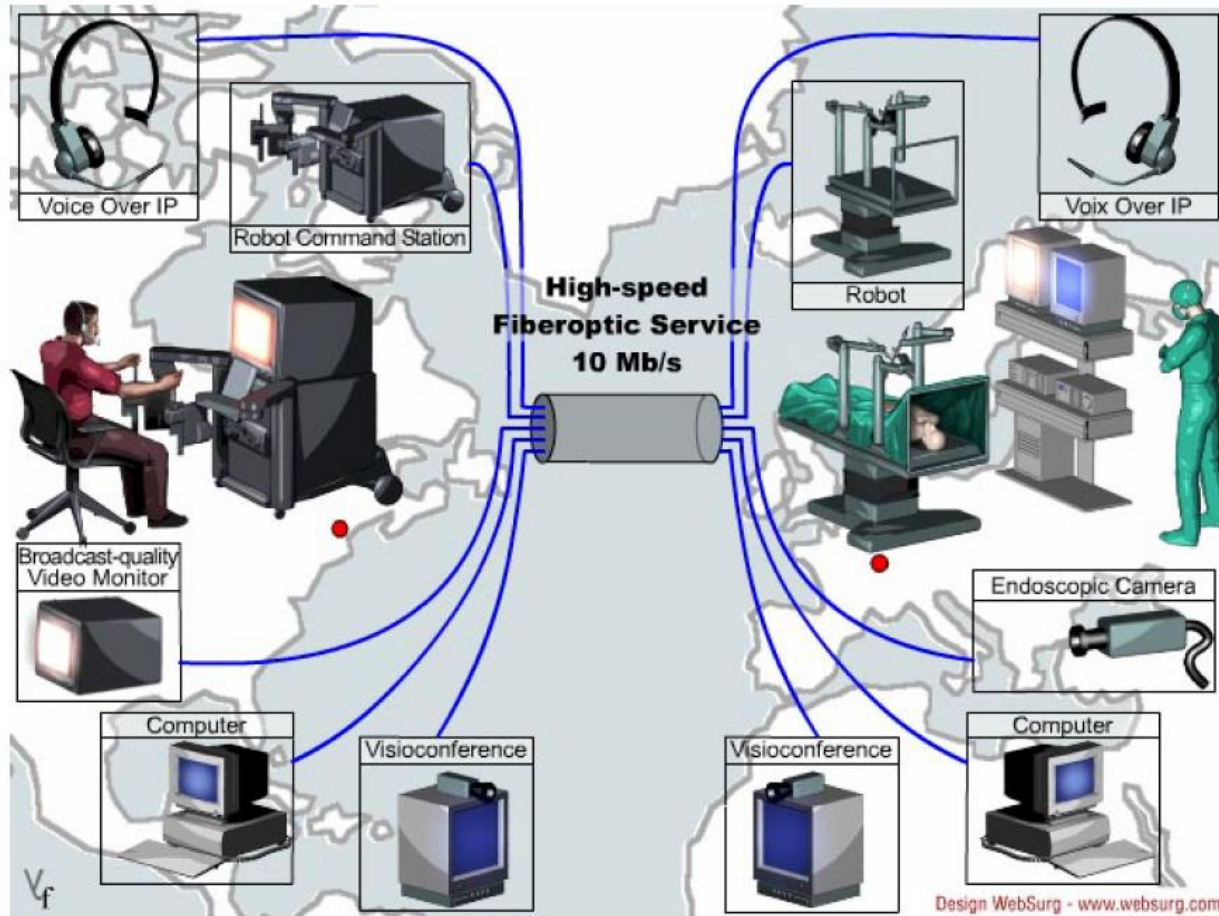 Voice Over IP
Robot Command Station
Robot
Voix Over IP
High-speed
Fiberoptic Service
10 Mb/s
Broadcast-quality
Video Monitor
Endoscopic Camera
Computer
Visioconference
Visioconference
Computer
Vf
Design WebSurg - www.websurg.com